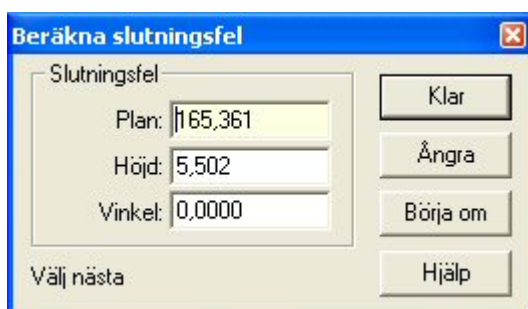 Beräkna slutningsfel
Slutningsfel
Plan: 165,361
Höjd: 5,502
Vinkel: 0,0000
Välj nästa
Klar
Ångra
Börja om
Hjälp